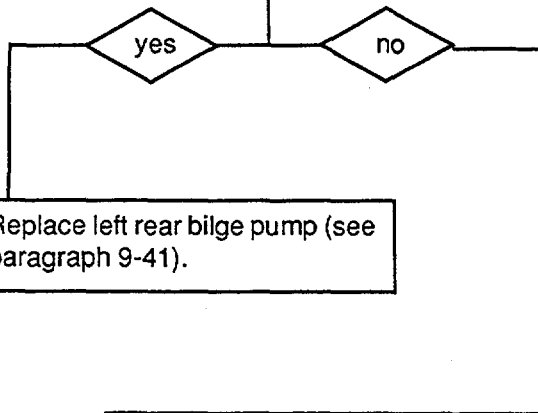 yes no
Replace left rear bilge pump (see
paragraph 9-41).